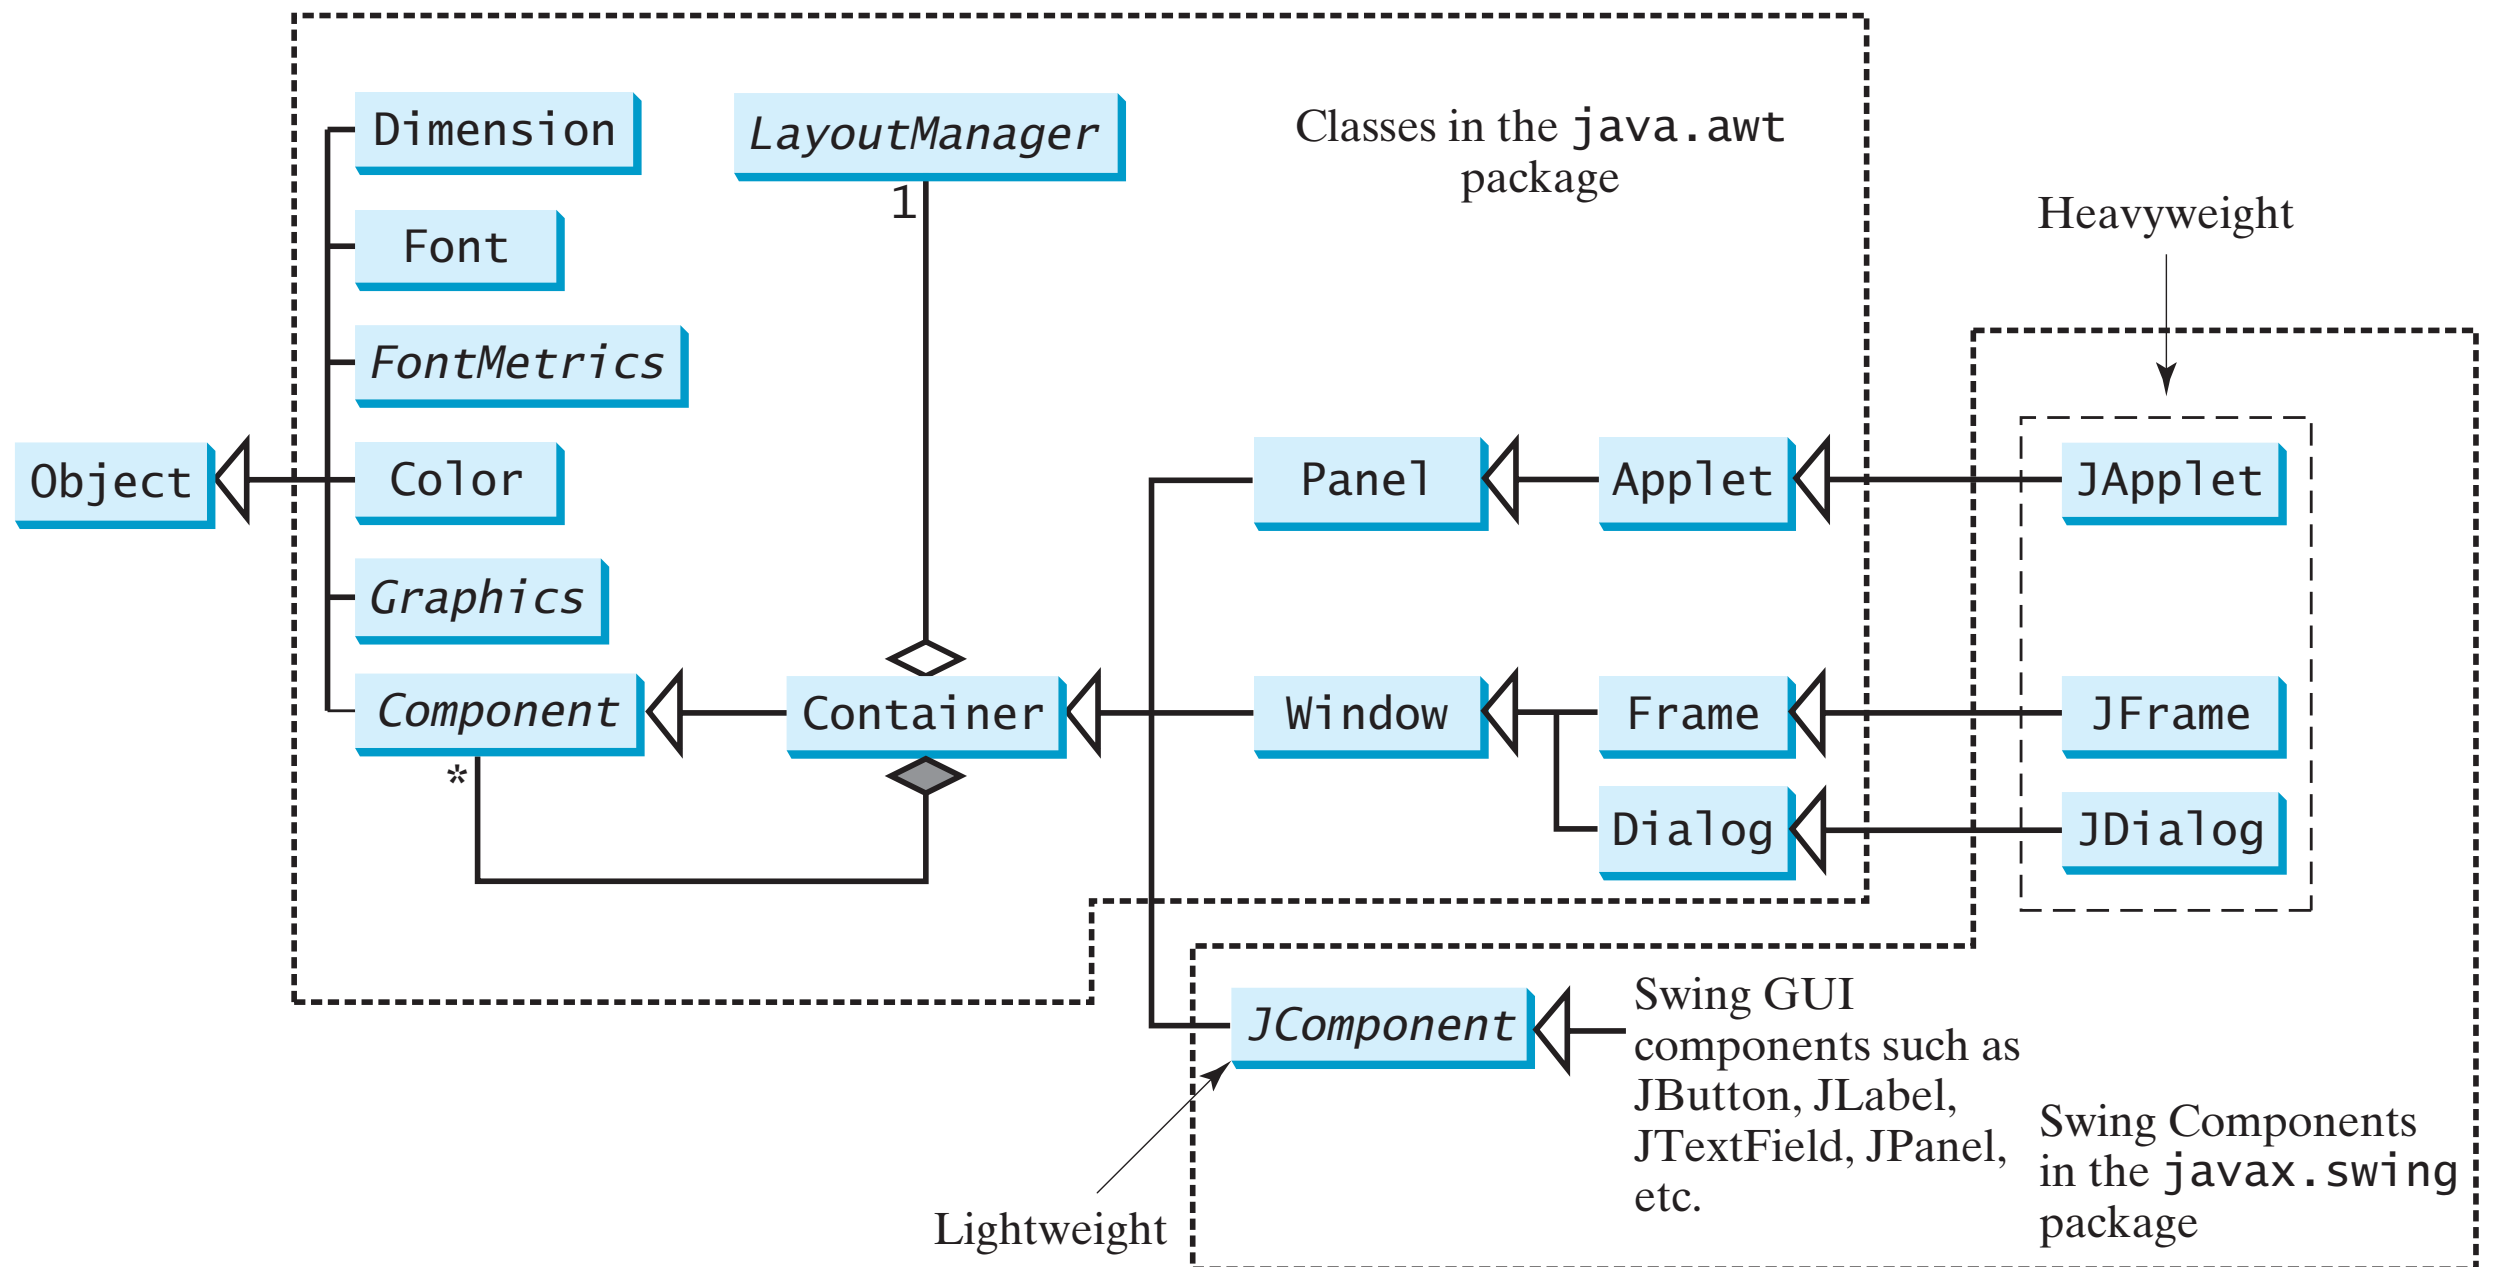 Dimension
LayoutManager
1
Classes in the java.awt
package
Font
Heavyweight
FontMetrics
Object
Color
Panel
Applet
JApplet
Graphics
Component
Container
Window
Frame
JFrame
*
Dialog
JDialog
JComponent
Swing GUI
components such as
JButton, JLabel,
JTextField, JPanel,
etc.
Swing Components
in the javax.swing
package
Lightweight